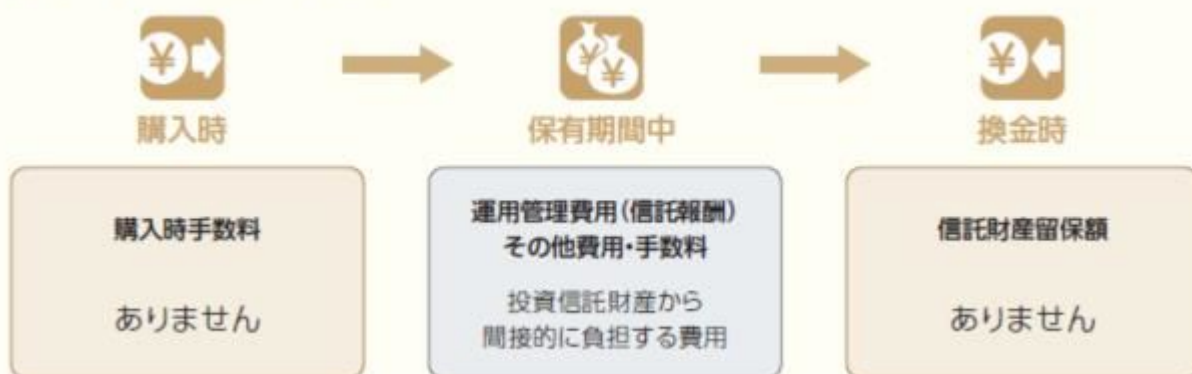 購入時
保有期間中
換金時
購入時手数料
ありません
運用管理費用(信託報酬)
その他費用・手数料
投資信託財産から
間接的に負担する費用
信託財産留保額
ありません